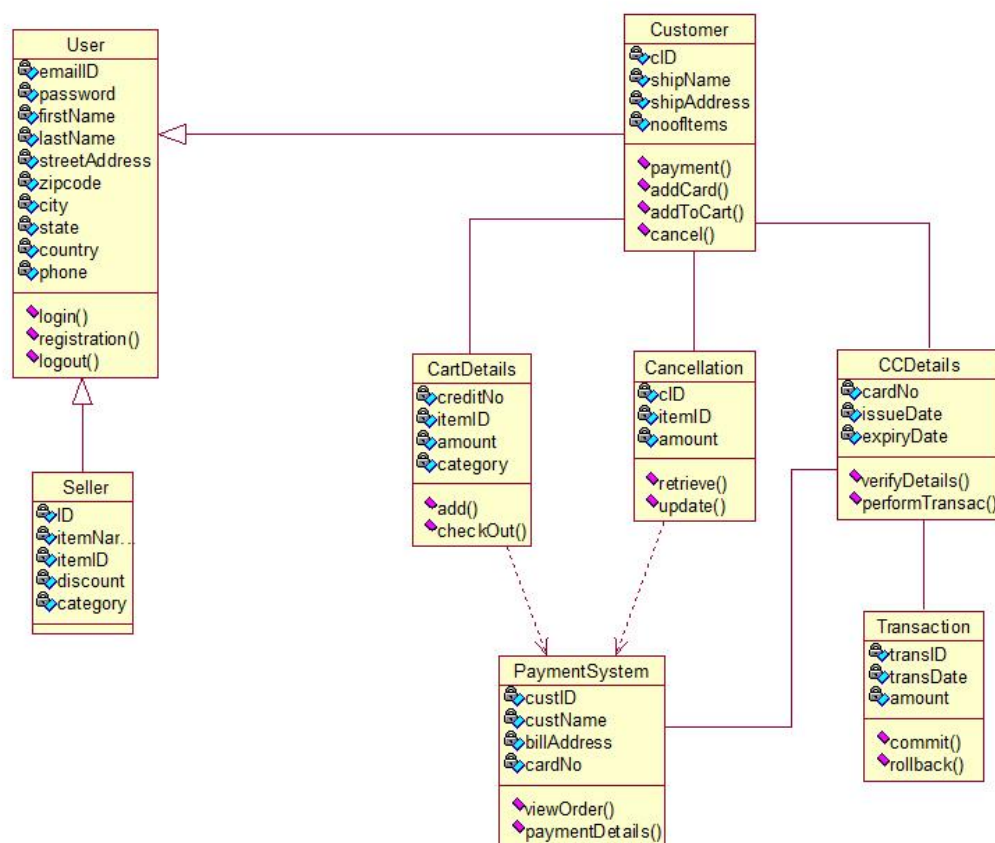 User
emailID
password
firstName
lastName
streetAddress
zipcode
city
state
country
phone
login()
registration()
logout()
Customer
cID
shipName
shipAddress
noofItems
payment()
addCard()
addToCart()
cancel()
CartDetails
creditNo
itemID
amount
category
add()
checkOut()
Cancellation
cID
itemID
amount
retrieve()
update()
CCDetails
cardNo
issueDate
expiryDate
verifyDetails()
performTransac()
Seller
ID
itemNar...
itemID
discount
category
PaymentSystem
custID
custName
billAddress
cardNo
viewOrder()
paymentDetails()
Transaction
transID
transDate
amount
commit()
rollback()